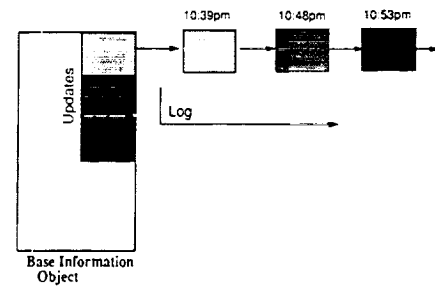 10:39pm
10:48pm
10:53pm
Updates
Log
Base Information
Object